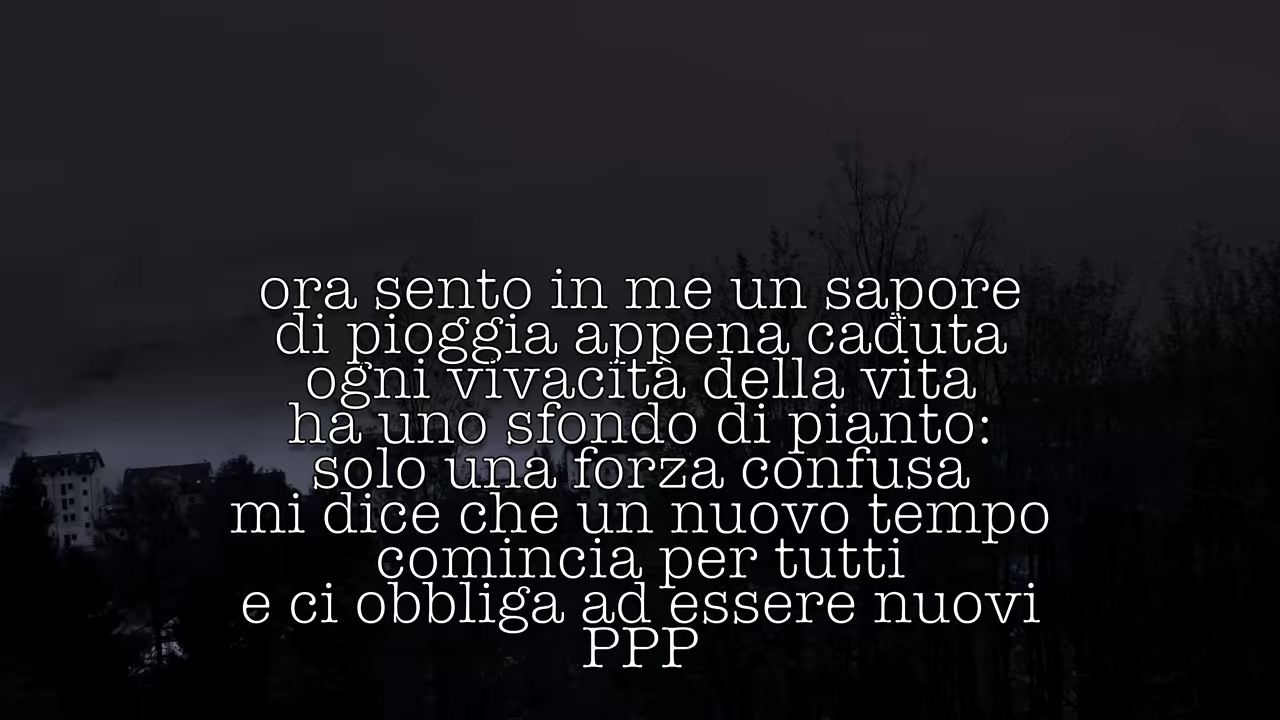 ora sento in me un sapore
di pioggia appena caduta
ogni vivacità della vita
ha uno sfondo di pianto:
solo una forza confusa
mi dice che un nuovo tempo
comincia per tutti
e ci obbliga ad essere nuovi
PPP